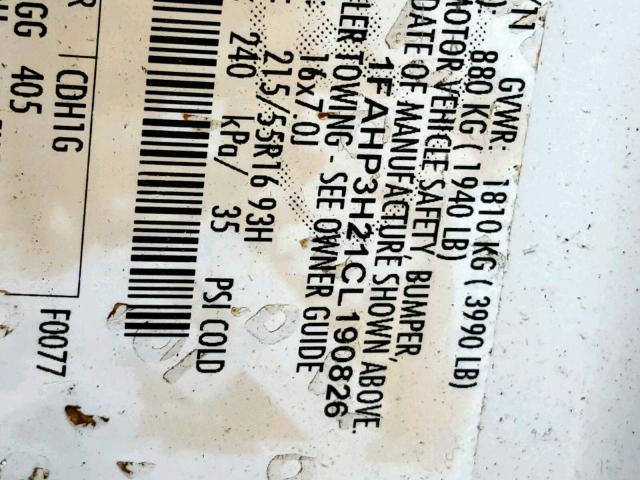 GVWR: 1810 KG ( 3990 LB)
880 KG ( 1940 LB)
MOTOR VEHICLE SAFETY, BUMPER,
DATE OF MANUFACTURE SHOWN ABOVE.
1FAHP3H21CL190826
TOWING - SEE OWNER GUIDE
16x7.0J
215/55R16 93H
240 kPa/ 35 PSI COLD
CDH1G F0077
GG 405